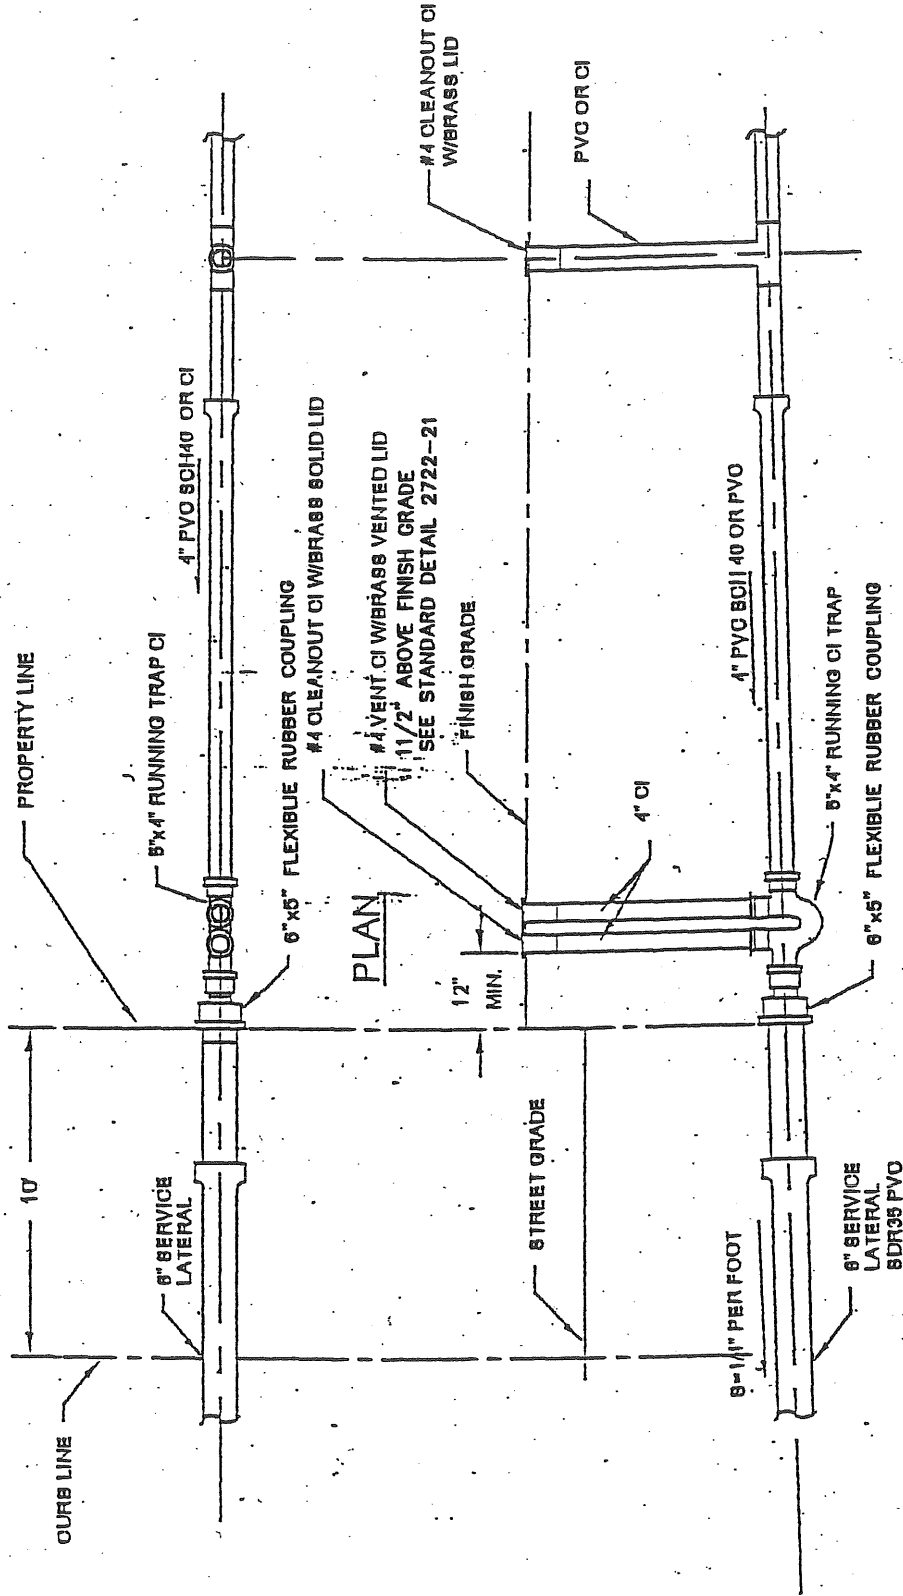 CURB LINE
10'
PROPERTY LINE
6" SERVICE
LATERAL
5"x4" RUNNING TRAP CI
4" PVC SCH40 OR CI
6"x5" FLEXIBLIE RUBBER COUPLING
#4 CLEANOUT CI W/BRASS SOLID LID
PLAN
#4 VENT CI W/BRASS VENTED LID
11/2" ABOVE FINISH GRADE
SEE STANDARD DETAIL 2722-21
FINISH GRADE
#4 CLEANOUT CI
W/BRASS LID
12"
MIN.
STREET GRADE
4" CI
PVC OR CI
PER FOOT
4" PVC SCH 40 OR PVC
6" SERVICE
LATERAL
SDR35 PVC
5"x4" RUNNING CI TRAP
6"x5" FLEXIBLIE RUBBER COUPLING